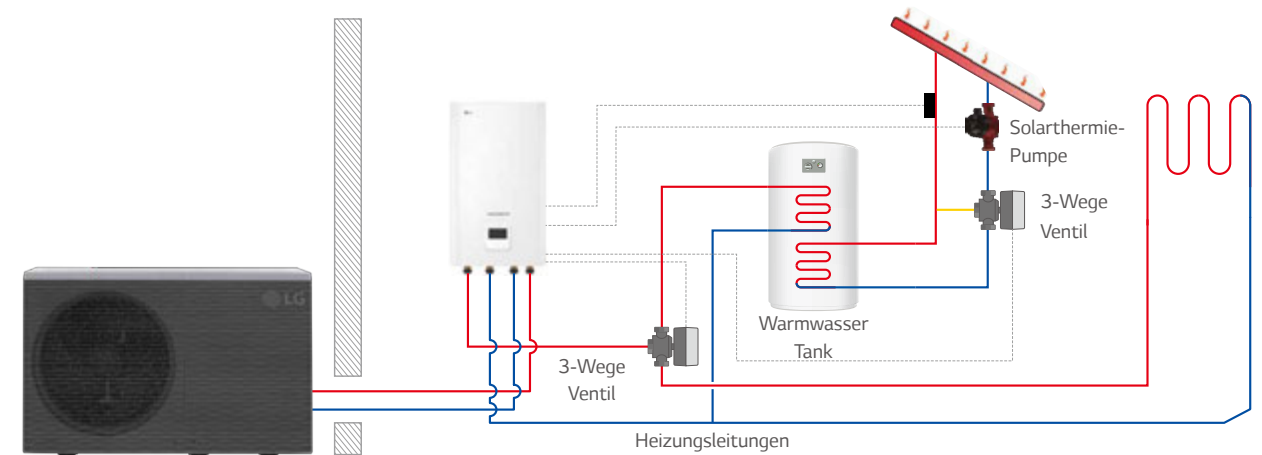 Solarthermie-
Pumpe
3-Wege
Ventil
LG
Warmwasser
Tank
3-Wege
Ventil
Heizungsleitungen